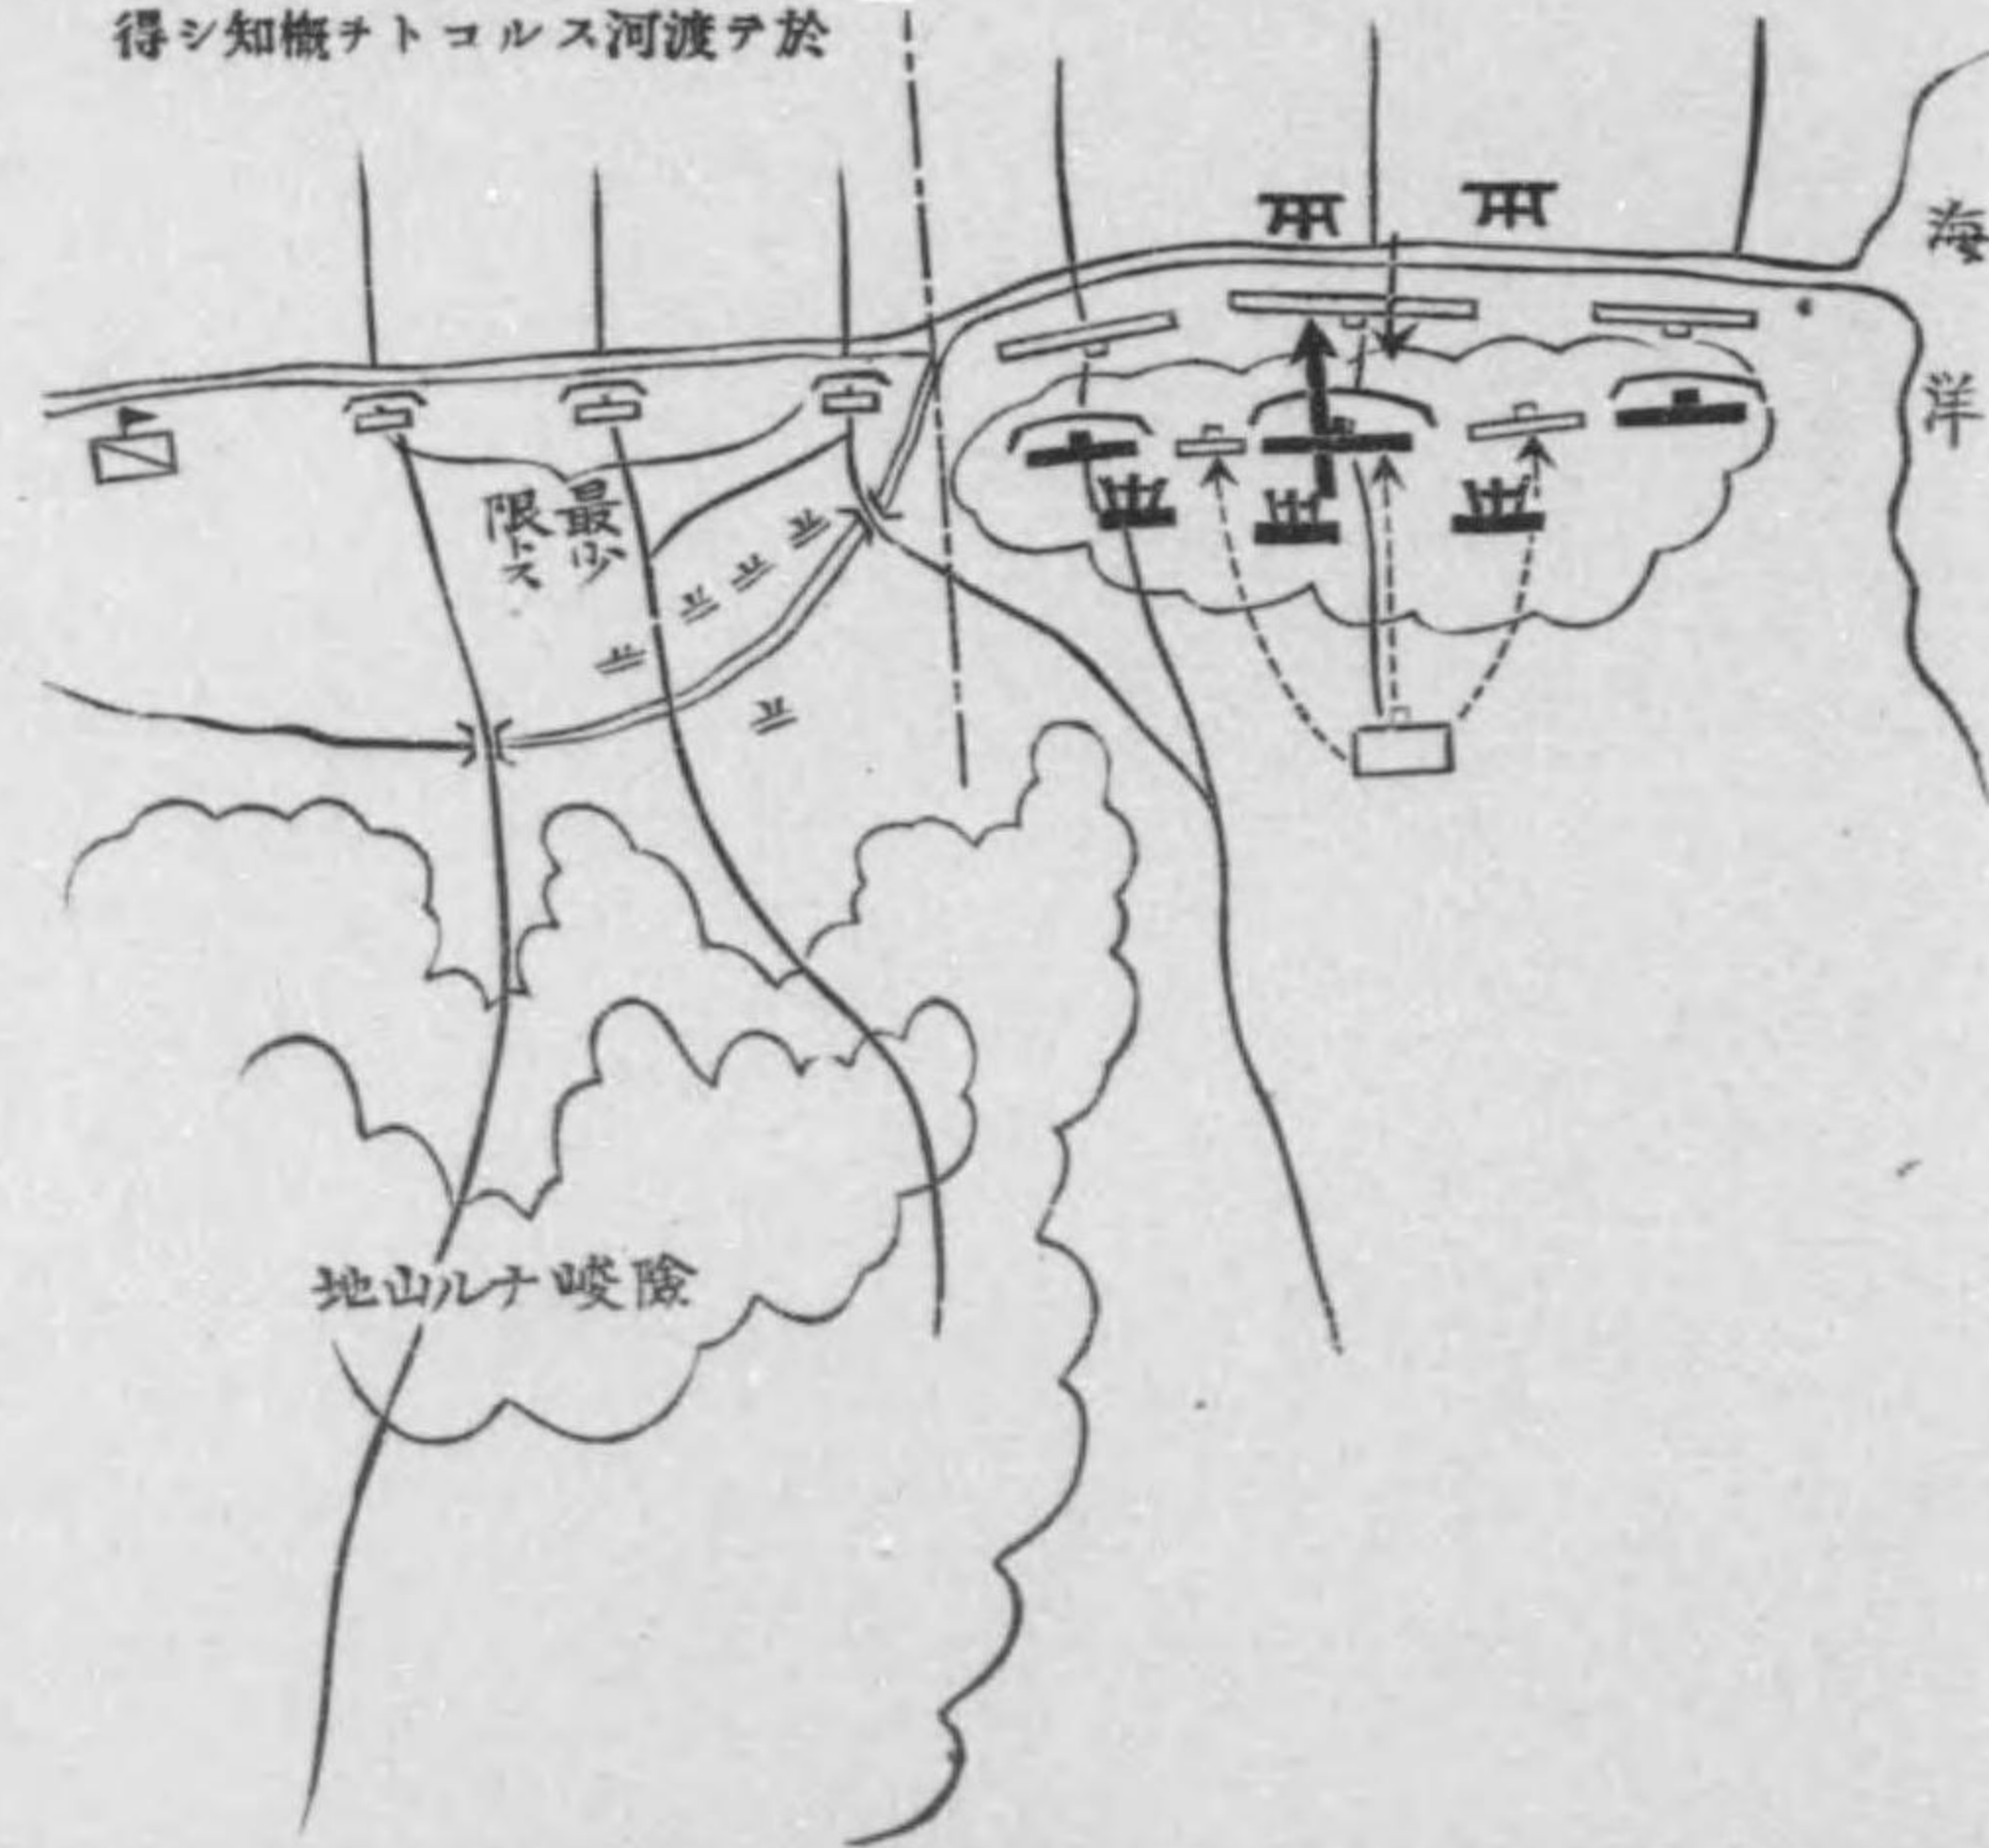 於テ渡河スルコトヲ概知シ得
海洋
最少
限トス
險峻ナル山地